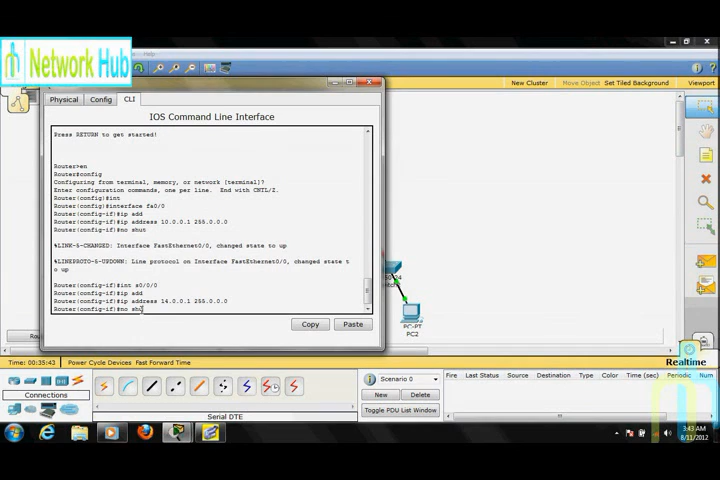 Network Hub
Physical Config CLI
IOS Command Line Interface
Press RETURN to get started!
Router>en
Router#config
Configuring from terminal, memory, or network [terminal]?
Enter configuration commands, one per line. End with CNTL/Z.
Router(config)#int
Router(config)#interface fa0/0
Router(config-if)#ip add
Router(config-if)#ip address 10.0.0.1 255.0.0.0
Router(config-if)#no shut
%LINK-5-CHANGED: Interface FastEthernet0/0, changed state to up
%LINEPROTO-5-UPDOWN: Line protocol on Interface FastEthernet0/0, changed state t
o up
Router(config-if)#int s0/0/0
Router(config-if)#ip add
Router(config-if)#ip address 14.0.0.1 255.0.0.0
Router(config-if)#no shu
Copy Paste
New Cluster Move Object Set Tiled Background Viewport
PC-PT
PC2
Time: 00:35:43 Power Cycle Devices Fast Forward Time
Realtime
Connections
Serial DTE
Scenario 0
New Delete
Toggle PDU List Window
Fire Last Status Source Destination Type Color Time (sec) Periodic Num
3:43 AM
8/11/2012